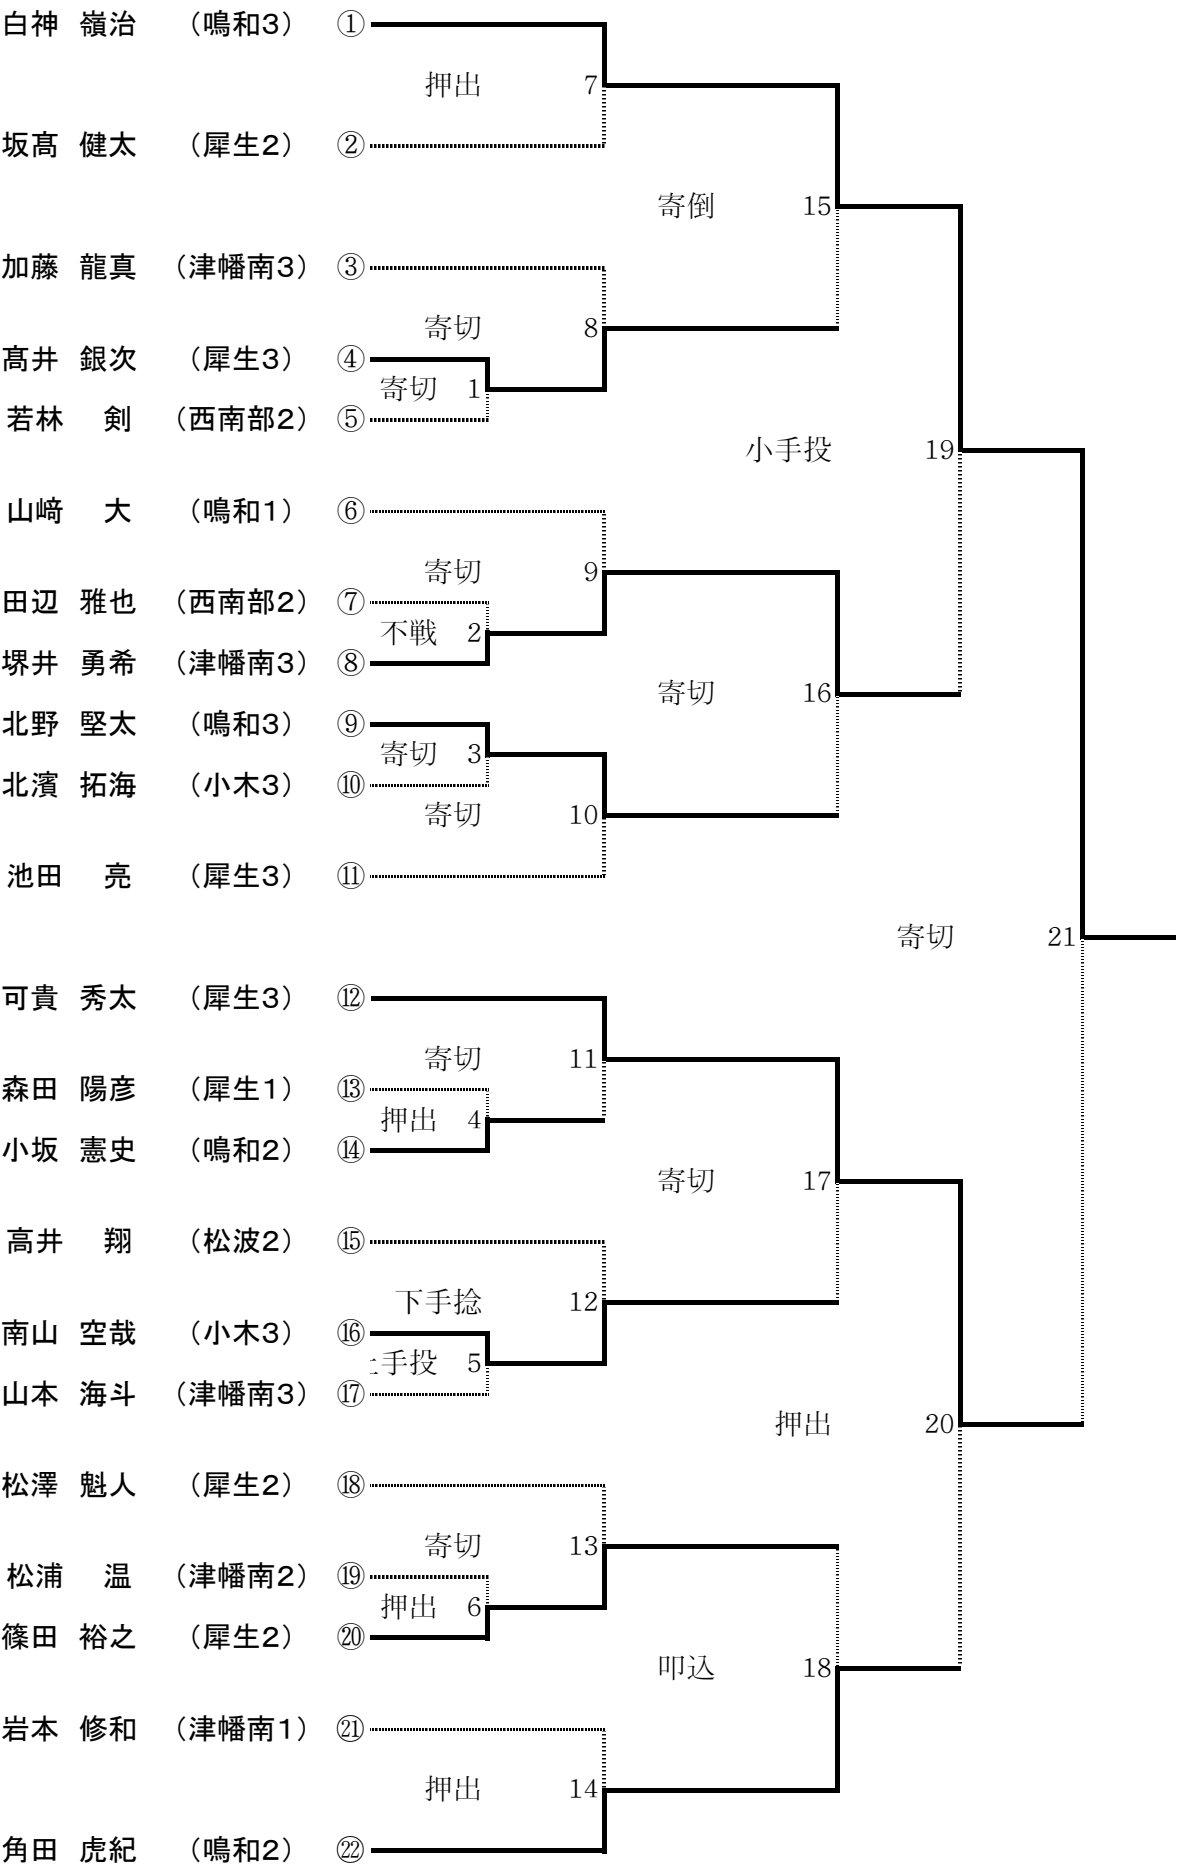 白神 嶺治 （鳴和3） ①
押出 7
坂髙 健太 （犀生2） ②
寄倒 15
加藤 龍真 （津幡南3） ③
寄切 8
髙井 銀次 （犀生3） ④
寄切 1
若林 剣 （西南部2） ⑤
小手投 19
山﨑 大 （鳴和1） ⑥
寄切 9
田辺 雅也 （西南部2） ⑦
不戦 2
堺井 勇希 （津幡南3） ⑧
寄切 16
北野 堅太 （鳴和3） ⑨
寄切 3
北濱 拓海 （小木3） ⑩
寄切 10
池田 亮 （犀生3） ⑪
寄切 21
可貴 秀太 （犀生3） ⑫
寄切 11
森田 陽彦 （犀生1） ⑬
押出 4
小坂 憲史 （鳴和2） ⑭
寄切 17
高井 翔 （松波2） ⑮
下手捻 12
南山 空哉 （小木3） ⑯
手投 5
山本 海斗 （津幡南3） ⑰
押出 20
松澤 魁人 （犀生2） ⑱
寄切 13
松浦 温 （津幡南2） ⑲
押出 6
篠田 裕之 （犀生2） ⑳
叩込 18
岩本 修和 （津幡南1） ㉑
押出 14
角田 虎紀 （鳴和2） ㉒